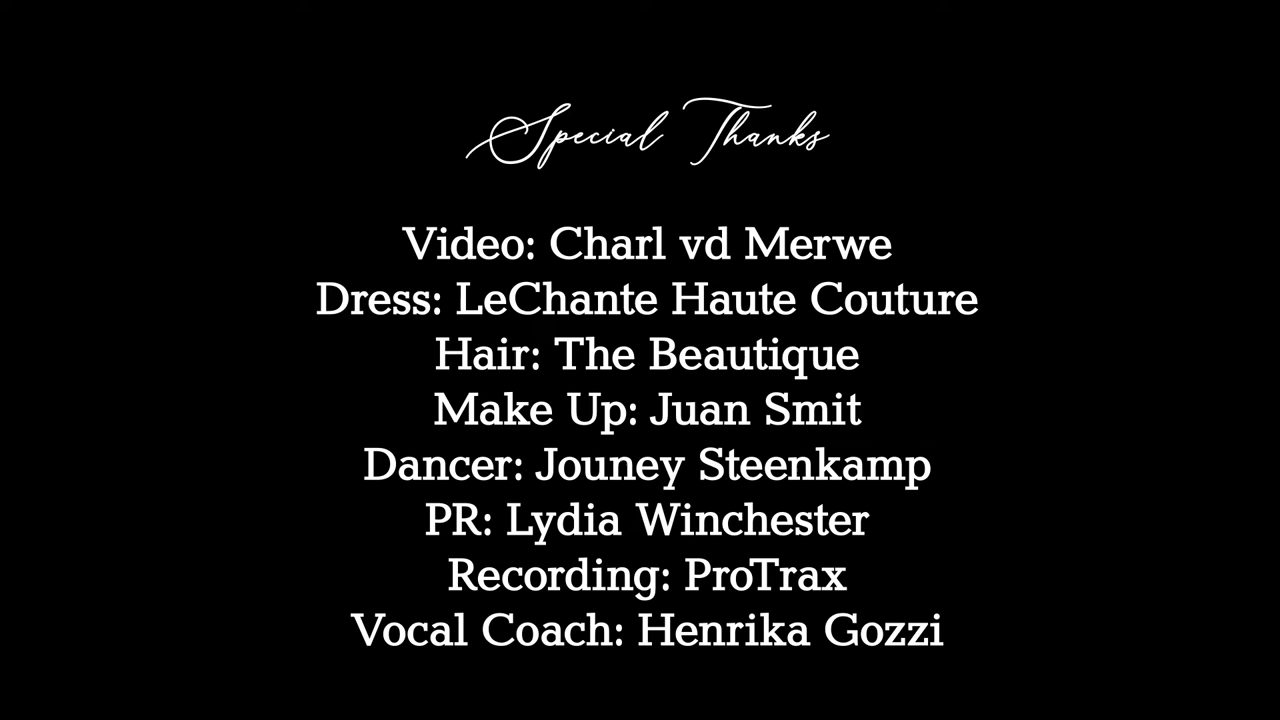 Special Thanks
Video: Charl vd Merwe
Dress: LeChante Haute Couture
Hair: The Beautique
Make Up: Juan Smit
Dancer: Jouney Steenkamp
PR: Lydia Winchester
Recording: ProTrax
Vocal Coach: Henrika Gozzi